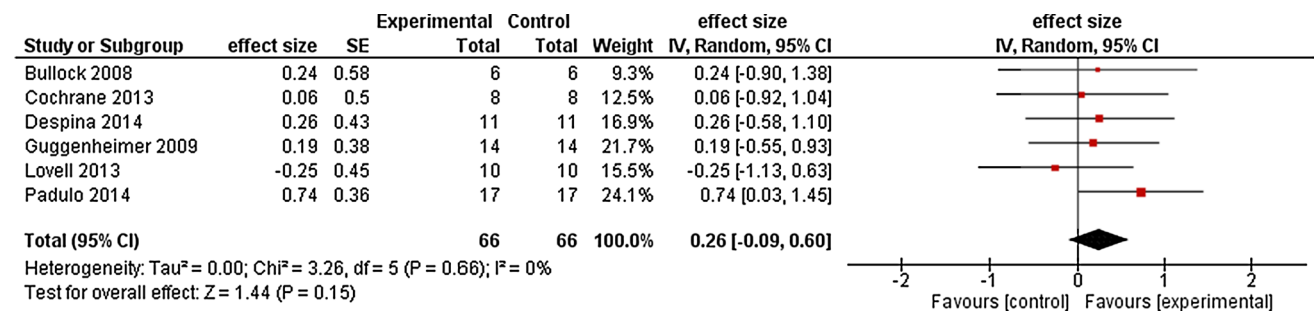 Experimental Control effect size effect size
Study or Subgroup effect size SE Total Total Weight IV, Random, 95% CI IV, Random, 95% CI
Bullock 2008 0.24 0.58 6 6 9.3% 0.24 [-0.90, 1.38]
Cochrane 2013 0.06 0.5 8 8 12.5% 0.06 [-0.92, 1.04]
Despina 2014 0.26 0.43 11 11 16.9% 0.26 [-0.58, 1.10]
Guggenheimer 2009 0.19 0.38 14 14 21.7% 0.19 [-0.55, 0.93]
Lovell 2013 -0.25 0.45 10 10 15.5% -0.25 [-1.13, 0.63]
Padulo 2014 0.74 0.36 17 17 24.1% 0.74 [0.03, 1.45]
Total (95% CI) 66 66 100.0% 0.26 [-0.09, 0.60]
Heterogeneity: Tau² = 0.00; Chi² = 3.26, df = 5 (P = 0.66); I² = 0%
Test for overall effect: Z = 1.44 (P = 0.15)
-2 -1 0 1 2
Favours [control] Favours [experimental]